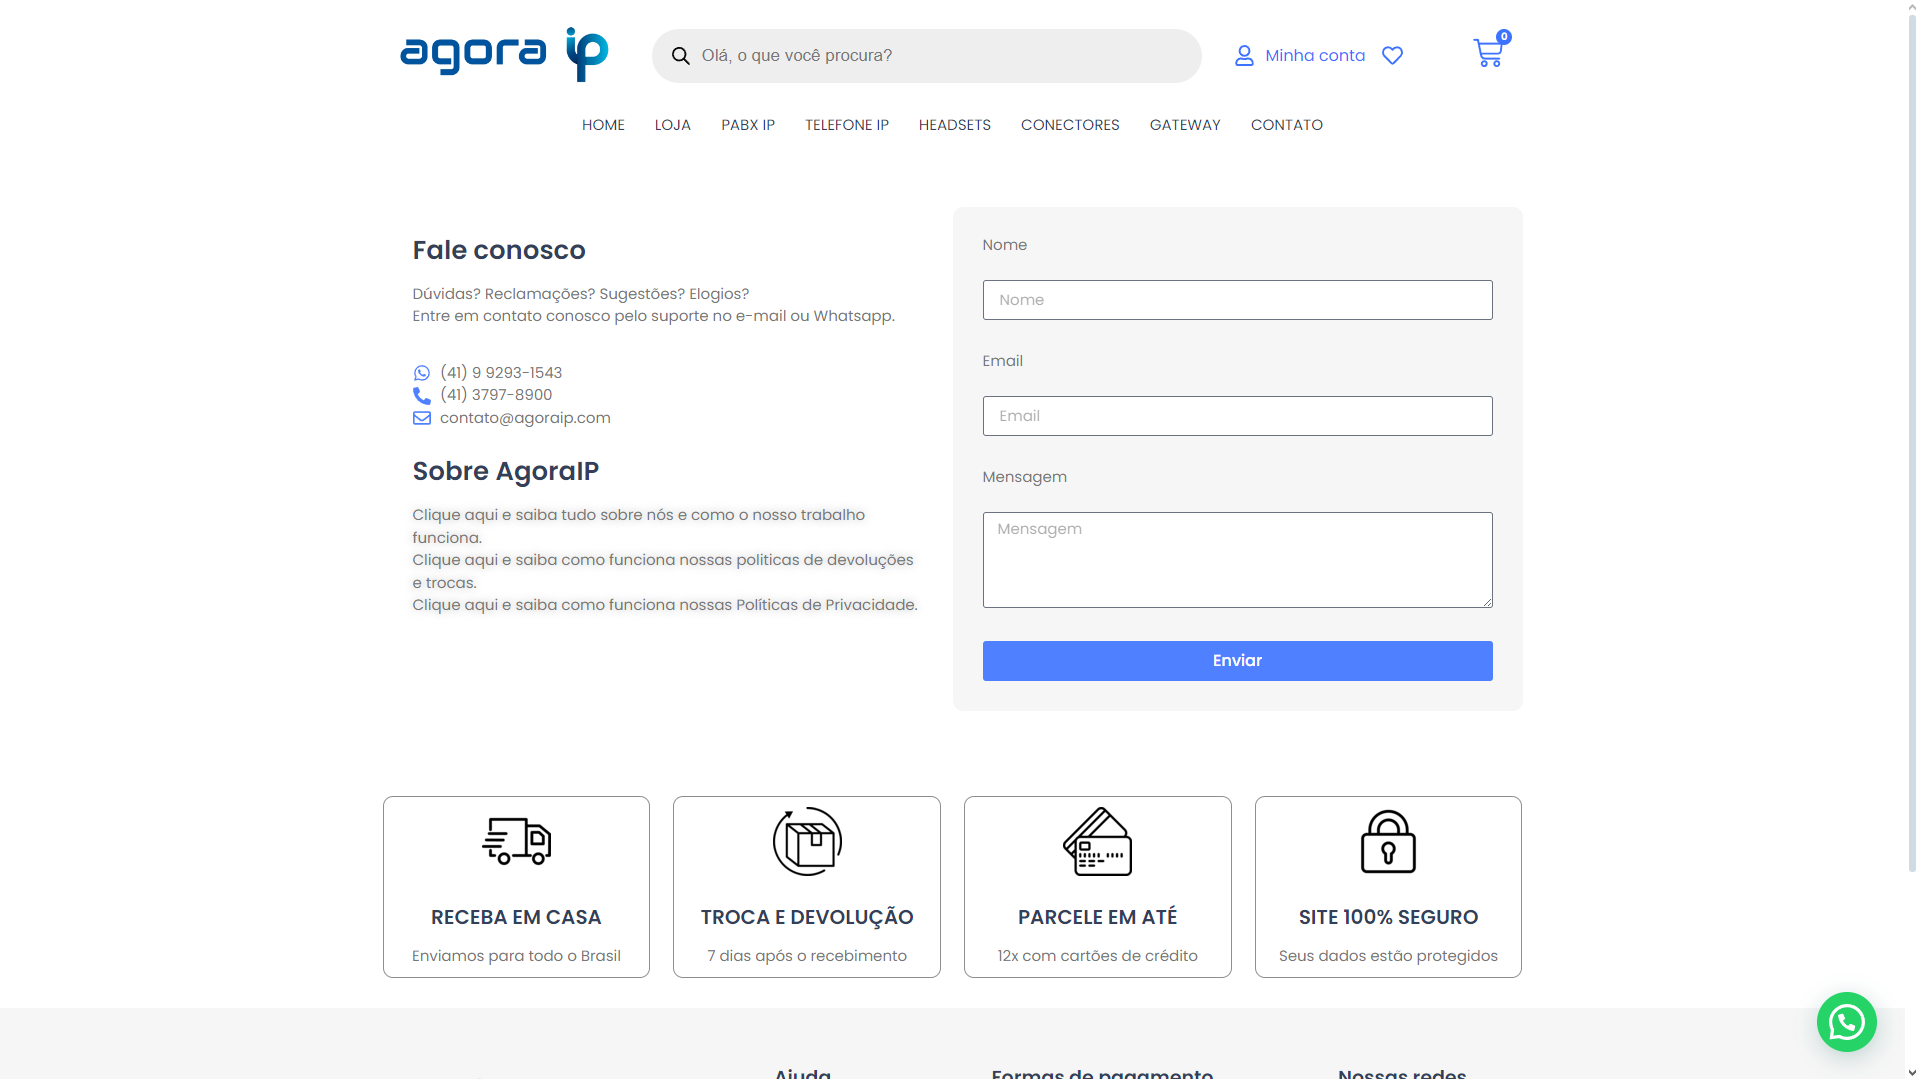 agora ip
Olá, o que você procura?
Minha conta
0
HOME
LOJA
PABX IP
TELEFONE IP
HEADSETS
CONECTORES
GATEWAY
CONTATO
Fale conosco
Dúvidas? Reclamações? Sugestões? Elogios?
Entre em contato conosco pelo suporte no e-mail ou Whatsapp.
(41) 9 9293-1543
(41) 3797-8900
contato@agoraip.com
Sobre AgoraIP
Clique aqui e saiba tudo sobre nós e como o nosso trabalho
funciona.
Clique aqui e saiba como funciona nossas politicas de devoluções
e trocas.
Clique aqui e saiba como funciona nossas Políticas de Privacidade.
Nome
Nome
Email
Email
Mensagem
Mensagem
Enviar
RECEBA EM CASA
Enviamos para todo o Brasil
TROCA E DEVOLUÇÃO
7 dias após o recebimento
PARCELE EM ATÉ
12x com cartões de crédito
SITE 100% SEGURO
Seus dados estão protegidos
Ajuda
Formas de pagamento
Nossas redes